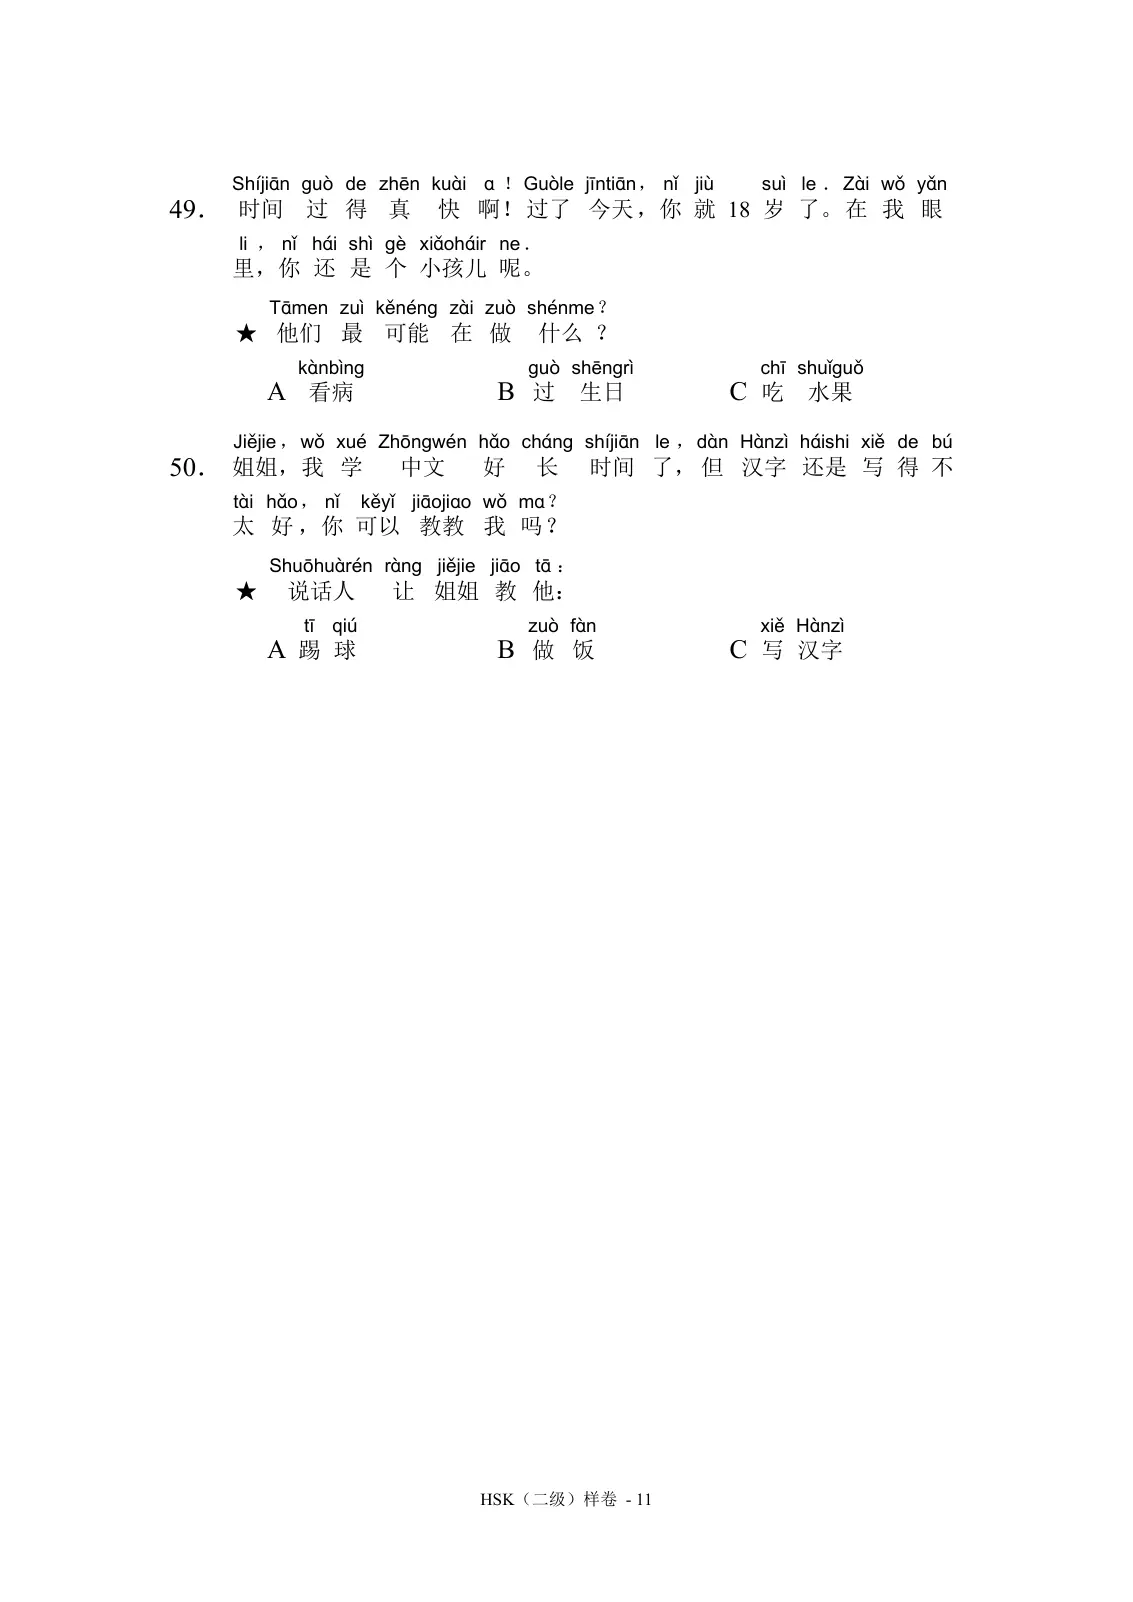 Shíjiān guò de zhēn kuài ɑ！Guòle jīntiān，nǐ jiù suì le．Zài wǒ yǎn
49． 时间 过 得 真 快 啊！过了 今天，你 就 18 岁 了。在 我 眼
li，nǐ hái shì gè xiǎoháir ne．
里，你 还 是 个 小孩儿 呢。
Tāmen zuì kěnéng zài zuò shénme？
★ 他们 最 可能 在 做 什么？
kànbìng guò shēngrì chī shuǐguǒ
A 看病 B 过 生日 C 吃 水果
Jiějie，wǒ xué Zhōngwén hǎo cháng shíjiān le，dàn Hànzì háishi xiě de bú
50． 姐姐，我 学 中文 好 长 时间 了，但 汉字 还是 写 得 不
tài hǎo，nǐ kěyǐ jiāojiao wǒ mɑ？
太 好，你 可以 教教 我 吗？
Shuōhuàrén ràng jiějie jiāo tā：
★ 说话人 让 姐姐 教 他：
tī qiú zuò fàn xiě Hànzì
A 踢 球 B 做 饭 C 写 汉字
HSK（二级）样卷 - 11